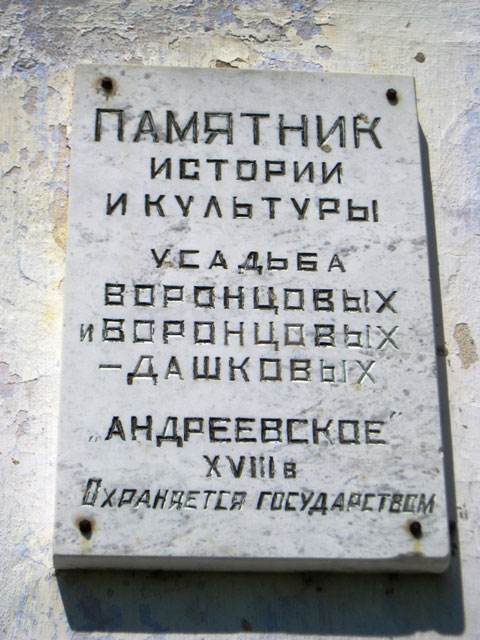 ПАМЯТНИК
ИСТОРИИ
И КУЛЬТУРЫ
УСАДЬБА
ВОРОНЦОВЫХ
и ВОРОНЦОВЫХ
-ДАШКОВЫХ
„АНДРЕЕВСКОЕ"
XVIII в
Охраняется государством